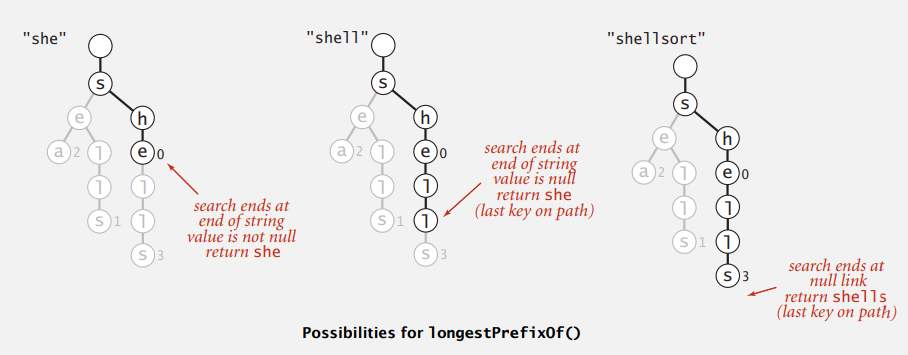 "she"
s
e
h
a 2
l
e 0
l
l
s 1
l
s 3
search ends at
end of string
value is not null
return she
"shell"
s
e
h
a 2
l
e 0
l
l
s 1
l
s 3
search ends at
end of string
value is null
return she
(last key on path)
"shellsort"
s
e
h
a 2
l
e 0
l
l
s 1
l
s 3
search ends at
null link
return shells
(last key on path)
Possibilities for longestPrefixOf()